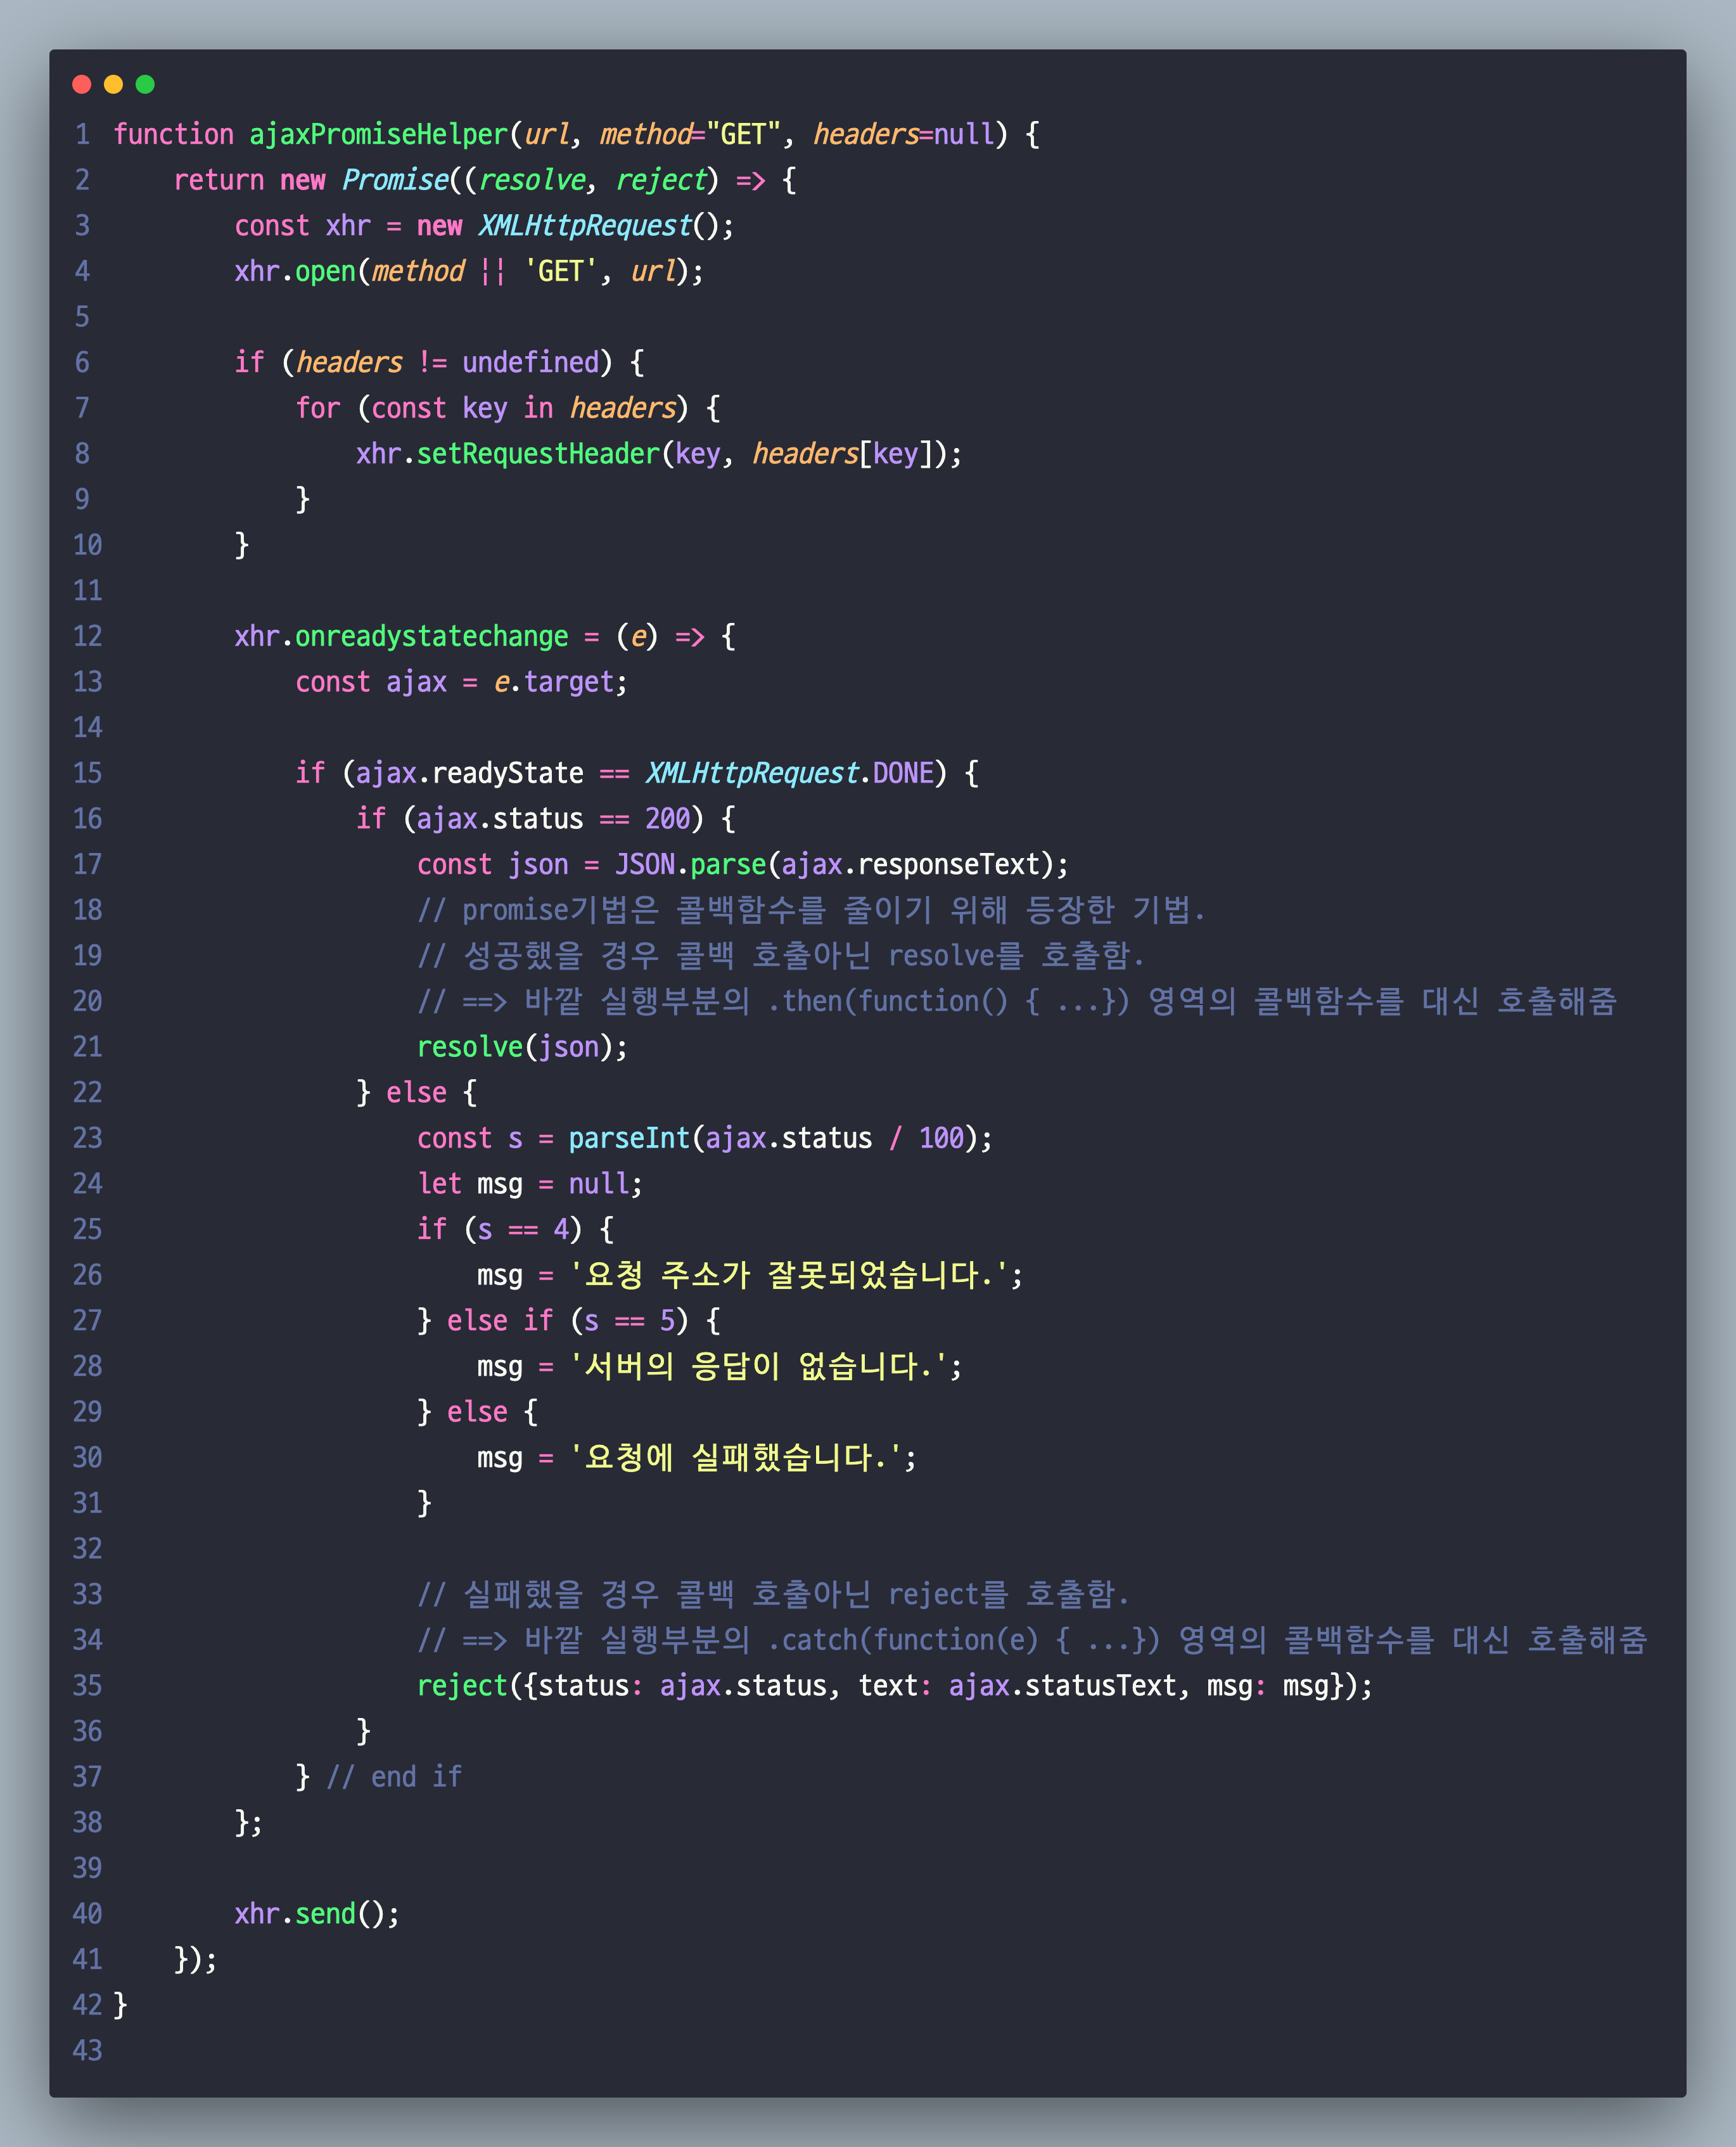 1 function ajaxPromiseHelper(url, method="GET", headers=null) {
2     return new Promise((resolve, reject) => {
3         const xhr = new XMLHttpRequest();
4         xhr.open(method || 'GET', url);
5
6         if (headers != undefined) {
7             for (const key in headers) {
8                 xhr.setRequestHeader(key, headers[key]);
9             }
10         }
11
12         xhr.onreadystatechange = (e) => {
13             const ajax = e.target;
14
15             if (ajax.readyState == XMLHttpRequest.DONE) {
16                 if (ajax.status == 200) {
17                     const json = JSON.parse(ajax.responseText);
18                     // promise기법은 콜백함수를 줄이기 위해 등장한 기법.
19                     // 성공했을 경우 콜백 호출아닌 resolve를 호출함.
20                     // ==> 바깥 실행부분의 .then(function() { ...}) 영역의 콜백함수를 대신 호출해줌
21                     resolve(json);
22                 } else {
23                     const s = parseInt(ajax.status / 100);
24                     let msg = null;
25                     if (s == 4) {
26                         msg = '요청 주소가 잘못되었습니다.';
27                     } else if (s == 5) {
28                         msg = '서버의 응답이 없습니다.';
29                     } else {
30                         msg = '요청에 실패했습니다.';
31                     }
32
33                     // 실패했을 경우 콜백 호출아닌 reject를 호출함.
34                     // ==> 바깥 실행부분의 .catch(function(e) { ...}) 영역의 콜백함수를 대신 호출해줌
35                     reject({status: ajax.status, text: ajax.statusText, msg: msg});
36                 }
37             } // end if
38         };
39
40         xhr.send();
41     });
42 }
43